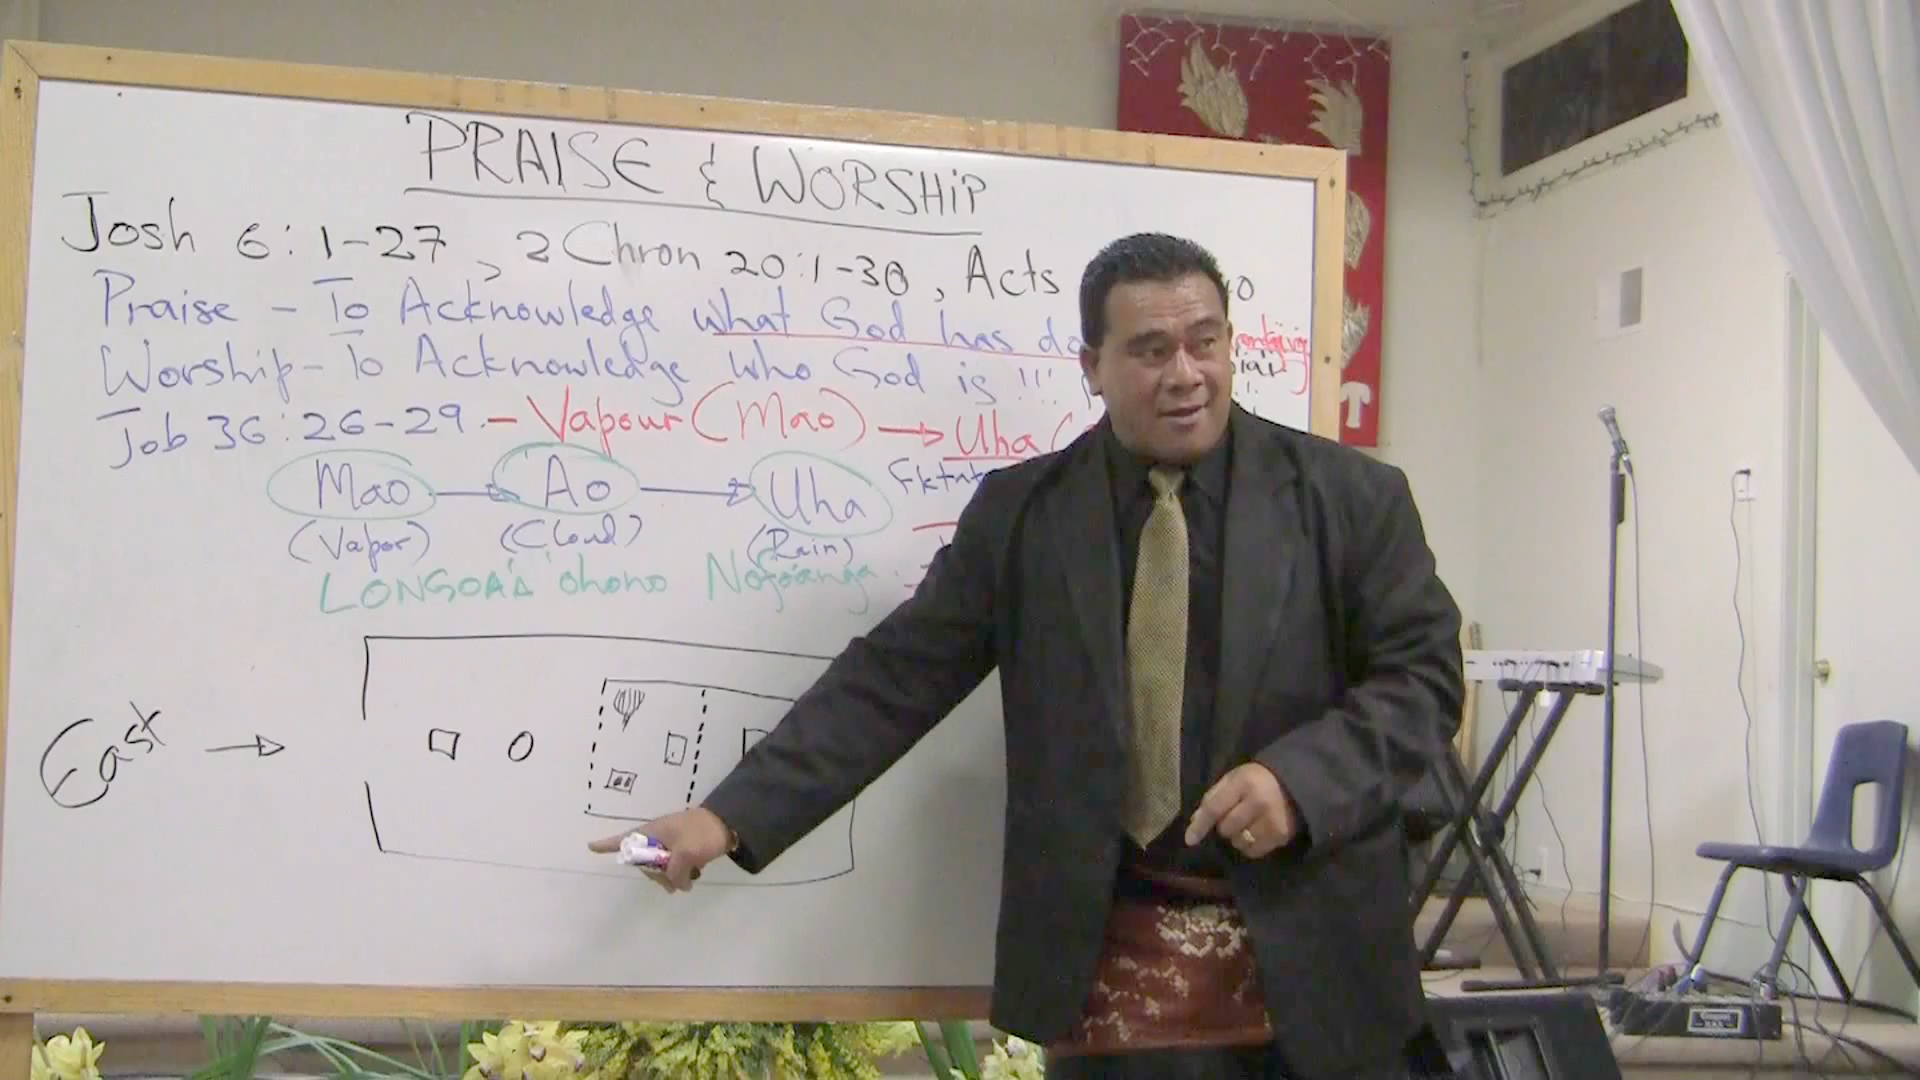 PRAISE & WORSHiP
Josh 6:1-27, 2 Chron 20:1-30, Acts
Praise - To Acknowledge what God has do
Worship - To Acknowledge who God is !!!
Job 36:26-29 - Vapour (Mao) → Uha (
Mao → Ao → Uha
(Vapor) (Cloud) (Rain)
LONGOA'A 'ohono Nofo'anga
East →